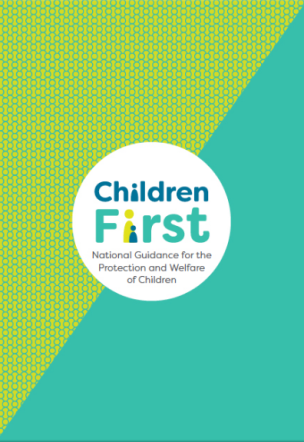 Children
First
National Guidance for the
Protection and Welfare
of Children